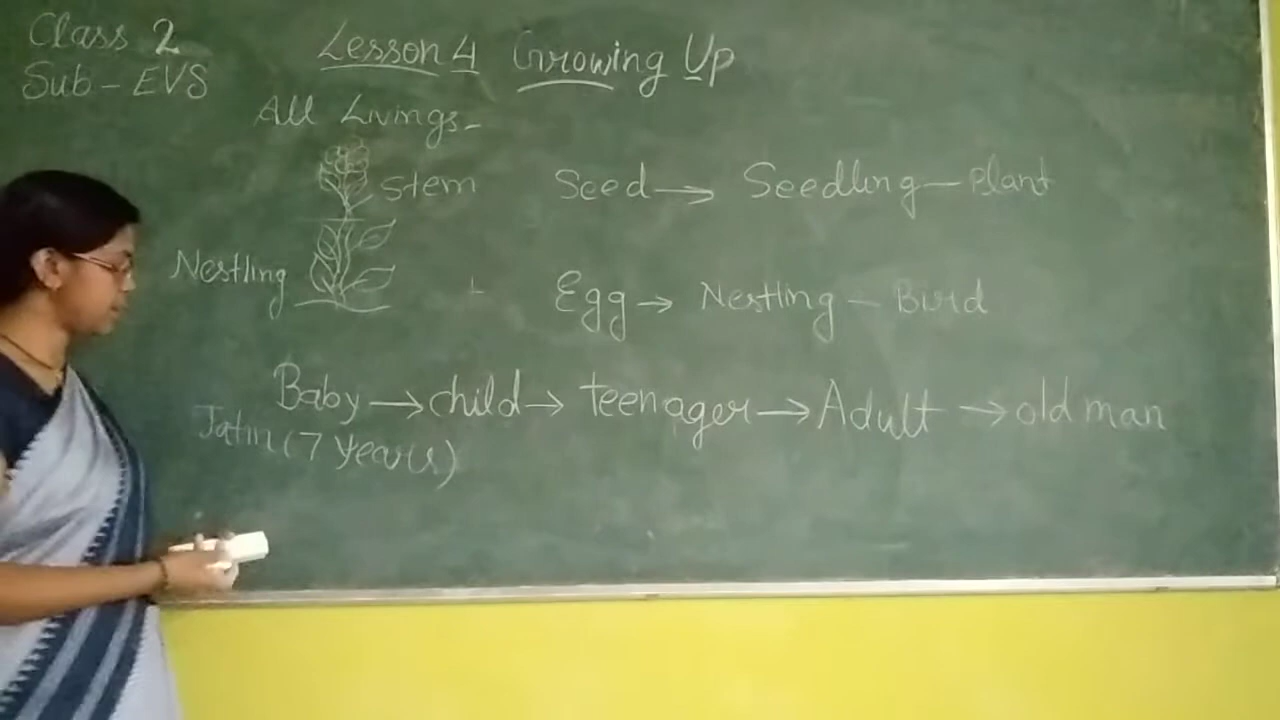 Class 2
Sub - EVS
Lesson 4 Growing Up
All Livings -
Stem
Seed → Seedling - Plant
Nestling
Egg → Nestling - Bird
Baby → child → teenager → Adult → old man
Jatin (7 years)